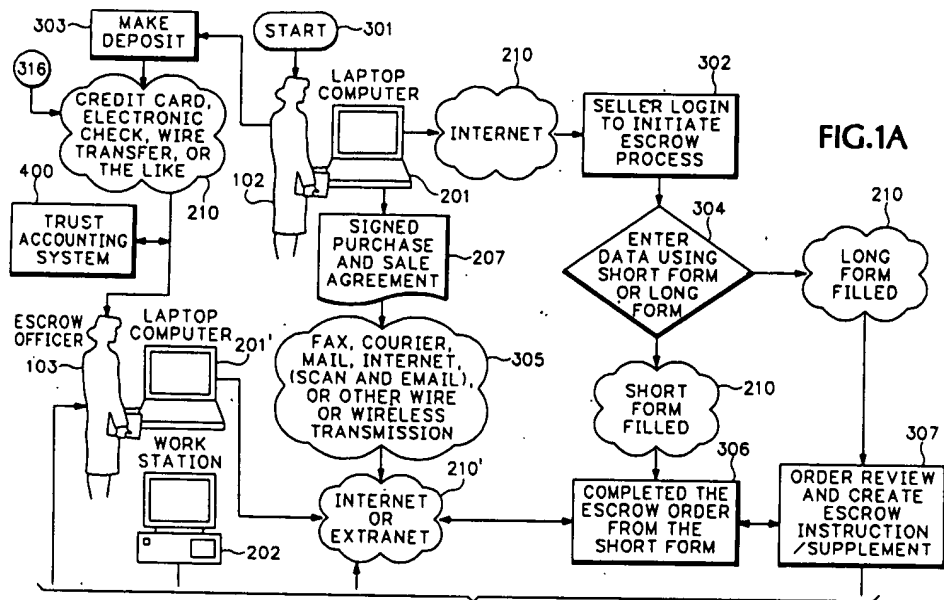 303
MAKE
DEPOSIT
START
301
316
CREDIT CARD,
ELECTRONIC
CHECK, WIRE
TRANSFER, OR
THE LIKE
210
400
TRUST
ACCOUNTING
SYSTEM
LAPTOP
COMPUTER
102
201
210
INTERNET
302
SELLER LOGIN
TO INITIATE
ESCROW
PROCESS
FIG.1A
304
ENTER
DATA USING
SHORT FORM
OR LONG
FORM
210
LONG
FORM
FILLED
SIGNED
PURCHASE
AND SALE
AGREEMENT
207
ESCROW
OFFICER
103
LAPTOP
COMPUTER
201'
WORK
STATION
202
FAX, COURIER,
MAIL, INTERNET,
(SCAN AND EMAIL),
OR OTHER WIRE
OR WIRELESS
TRANSMISSION
305
SHORT
FORM
FILLED
210
210'
INTERNET
OR
EXTRANET
306
COMPLETED THE
ESCROW ORDER
FROM THE
SHORT FORM
307
ORDER REVIEW
AND CREATE
ESCROW
INSTRUCTION
/SUPPLEMENT